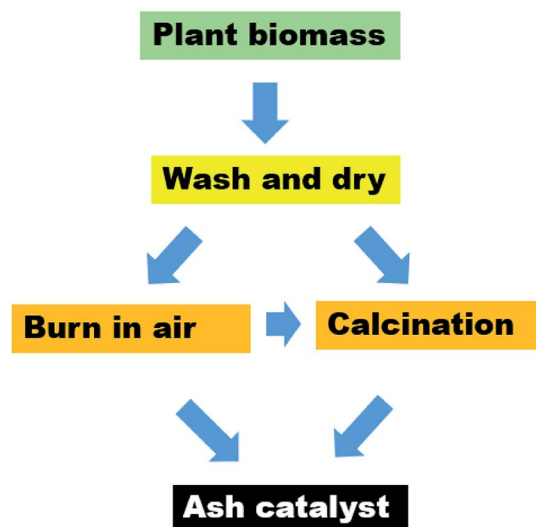 Plant biomass
Wash and dry
Burn in air
Calcination
Ash catalyst